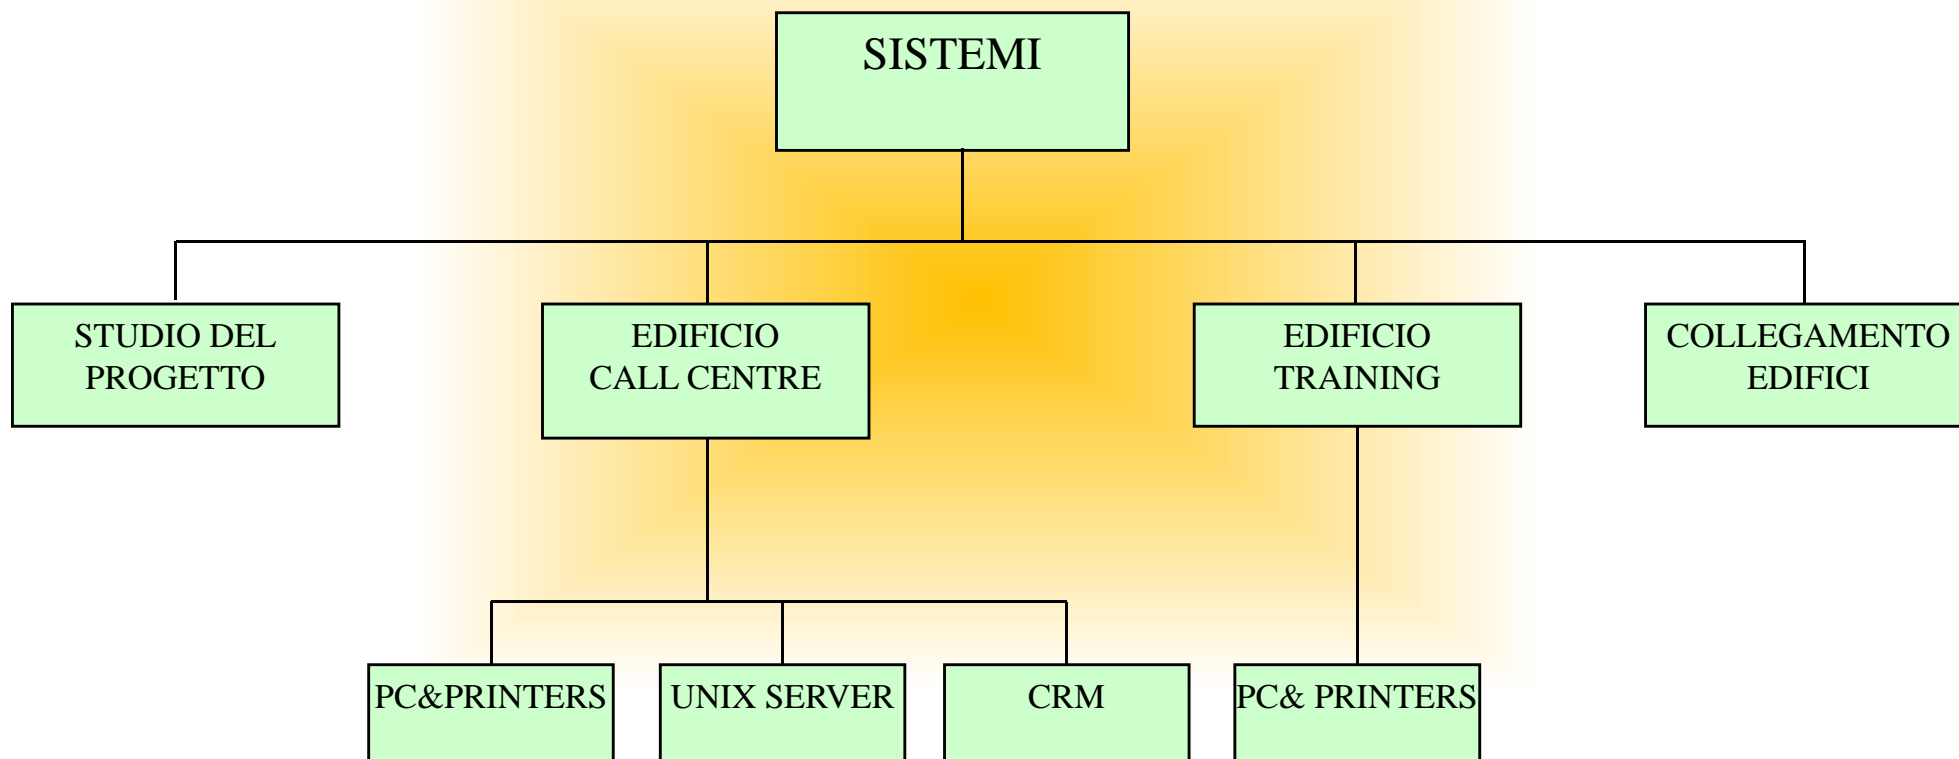 SISTEMI
STUDIO DEL
PROGETTO
EDIFICIO
CALL CENTRE
EDIFICIO
TRAINING
COLLEGAMENTO
EDIFICI
PC&PRINTERS
UNIX SERVER
CRM
PC& PRINTERS